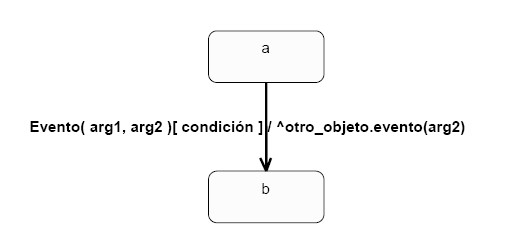 a
Evento( arg1, arg2 )[ condición ] / ^otro_objeto.evento(arg2)
b